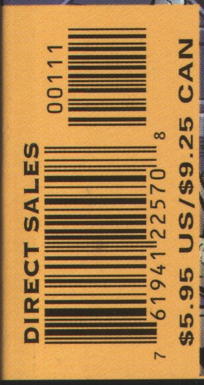 DIRECT SALES
00111
7 61941 22570 8
$5.95 US/$9.25 CAN